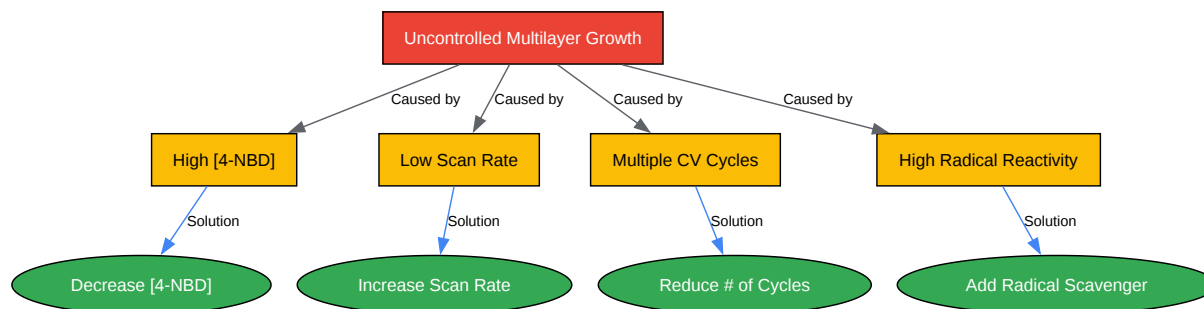 Uncontrolled Multilayer Growth
Caused by
Caused by
Caused by
Caused by
High [4-NBD]
Low Scan Rate
Multiple CV Cycles
High Radical Reactivity
Solution
Solution
Solution
Solution
Decrease [4-NBD]
Increase Scan Rate
Reduce # of Cycles
Add Radical Scavenger